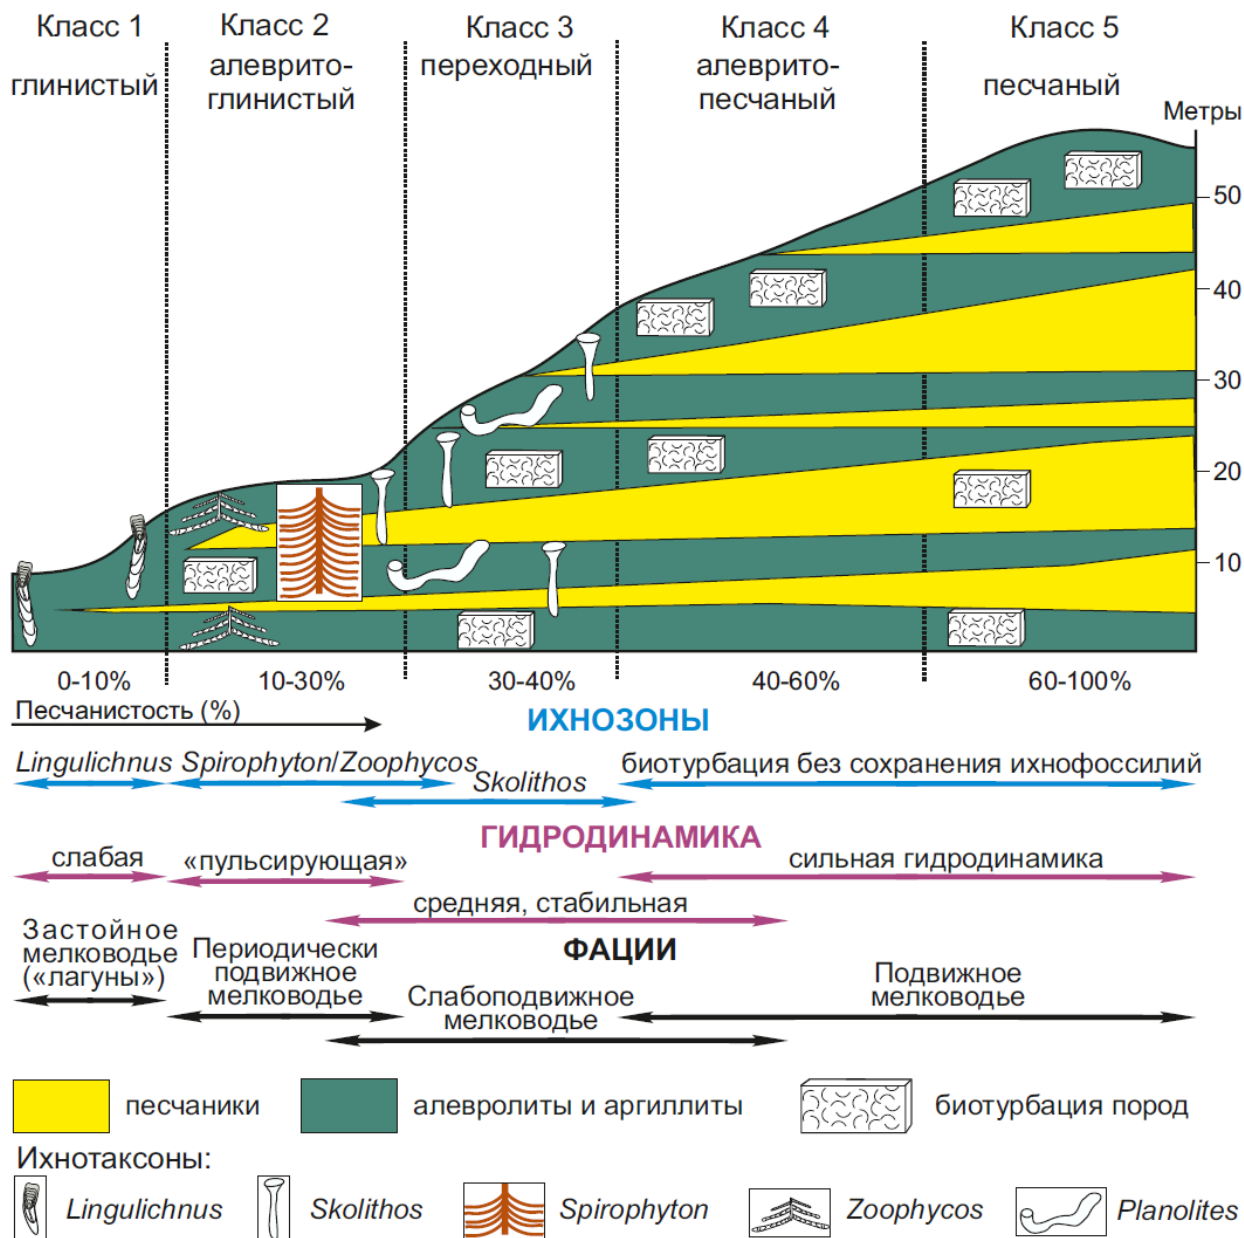 Класс 1
Класс 2
Класс 3
Класс 4
Класс 5
глинистый
алеврито-
глинистый
переходный
алеврито-
песчаный
песчаный
Метры
50
40
30
20
10
0-10%
10-30%
30-40%
40-60%
60-100%
Песчанистость (%)
ИХНОЗОНЫ
Lingulichnus
Spirophyton/Zoophycos
Skolithos
биотурбация без сохранения ихнофоссилий
ГИДРОДИНАМИКА
слабая
«пульсирующая»
сильная гидродинамика
средняя, стабильная
ФАЦИИ
Застойное
мелководье
(«лагуны»)
Периодически
подвижное
мелководье
Слабоподвижное
мелководье
Подвижное
мелководье
песчаники
алевролиты и аргиллиты
биотурбация пород
Ихнотаксоны:
Lingulichnus
Skolithos
Spirophyton
Zoophycos
Planolites